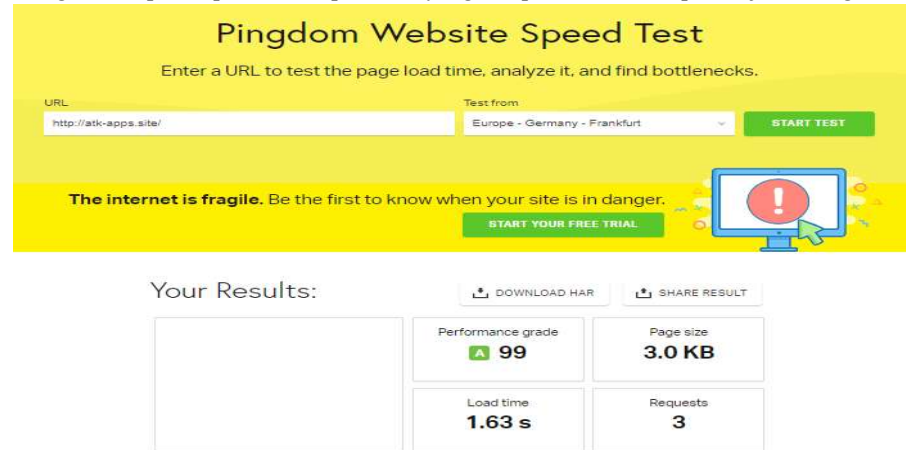 Pingdom Website Speed Test
Enter a URL to test the page load time, analyze it, and find bottlenecks.
URL
Test from
http://atk-apps.site/
Europe - Germany - Frankfurt
START TEST
The internet is fragile. Be the first to know when your site is in danger.
START YOUR FREE TRIAL
Your Results:
DOWNLOAD HAR
SHARE RESULT
Performance grade
A 99
Page size
3.0 KB
Load time
1.63 s
Requests
3